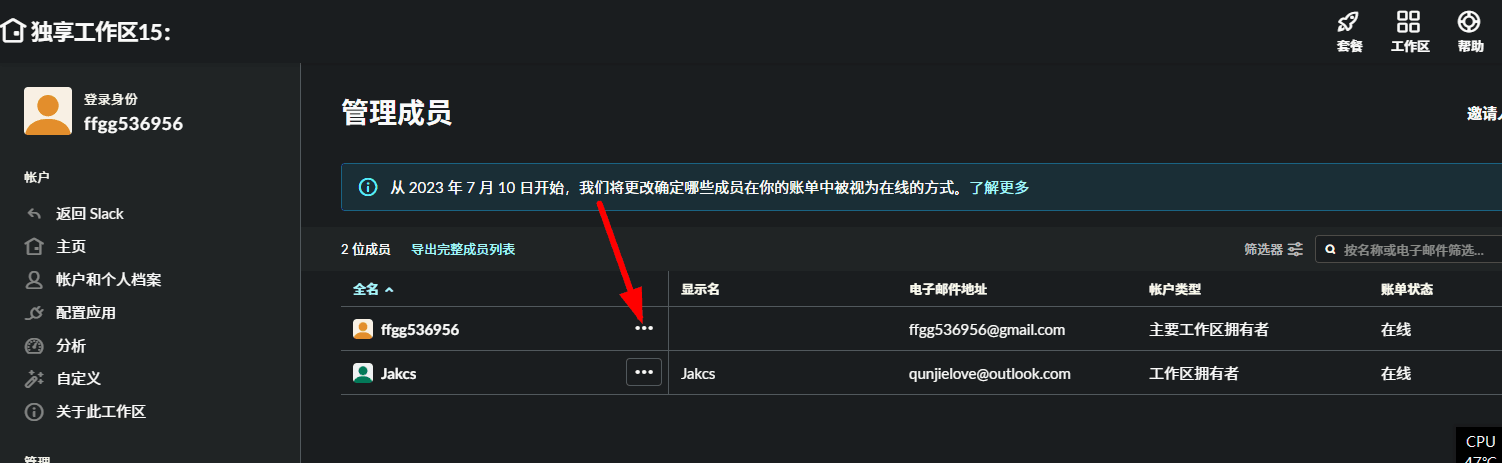 独享工作区15:
套餐
工作区
帮助
登录身份
ffgg536956
管理成员
邀请
帐户
从 2023 年 7 月 10 日开始，我们将更改确定哪些成员在你的账单中被视为在线的方式。了解更多
返回 Slack
主页
2 位成员
导出完整成员列表
筛选器
按名称或电子邮件筛选...
帐户和个人档案
全名
显示名
电子邮件地址
帐户类型
账单状态
配置应用
ffgg536956
ffgg536956@gmail.com
主要工作区拥有者
在线
分析
Jakcs
Jakcs
qunjielove@outlook.com
工作区拥有者
在线
自定义
关于此工作区
CPU
47°C
管理